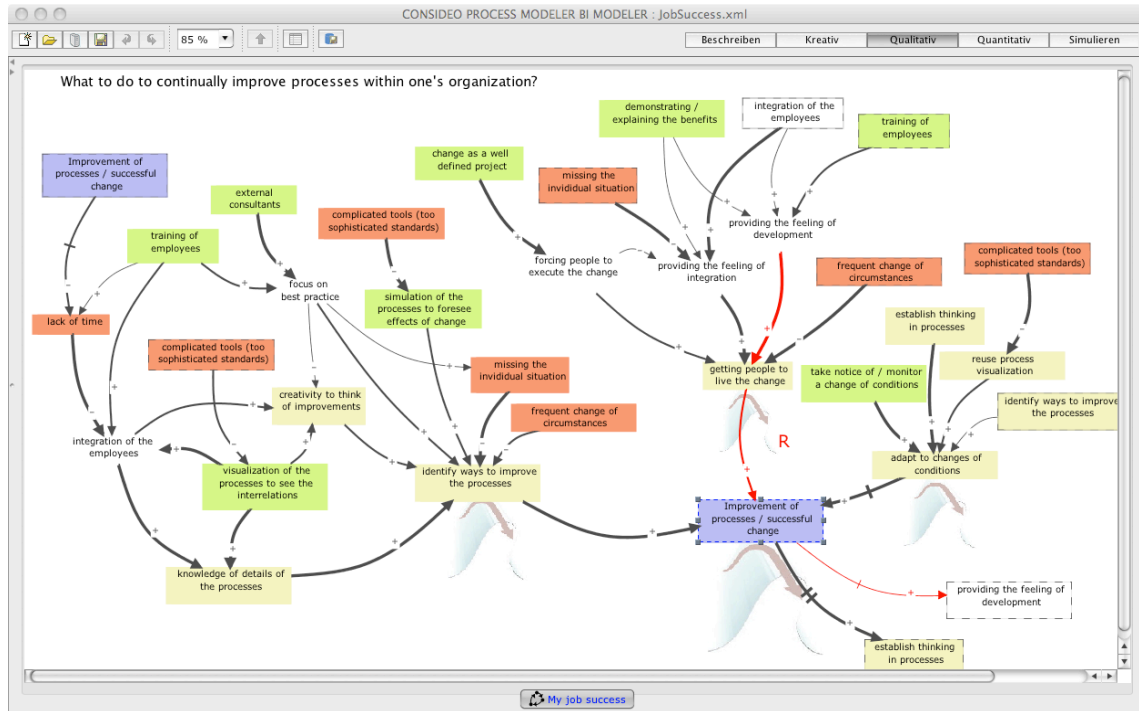 CONSIDEO PROCESS MODELER BI MODELER : JobSuccess.xml
85 %
Beschreiben
Kreativ
Qualitativ
Quantitativ
Simulieren
What to do to continually improve processes within one's organization?
demonstrating /
explaining the benefits
integration of the
employees
training of
employees
change as a well
defined project
Improvement of
processes / successful
change
missing the
invididual situation
external
consultants
complicated tools (too
sophisticated standards)
training of
employees
providing the feeling of
development
forcing people to
execute the change
providing the feeling of
integration
frequent change of
circumstances
complicated tools (too
sophisticated standards)
focus on
best practice
simulation of the
processes to foresee
effects of change
lack of time
establish thinking
in processes
complicated tools (too
sophisticated standards)
missing the
invididual situation
getting people to
live the change
take notice of / monitor
a change of conditions
reuse process
visualization
creativity to think
of improvements
frequent change of
circumstances
identify ways to improve
the processes
integration of the
employees
R
visualization of the
processes to see the
interrelations
identify ways to improve
the processes
adapt to changes of
conditions
Improvement of
processes / successful
change
knowledge of details of
the processes
providing the feeling of
development
establish thinking
in processes
My job success